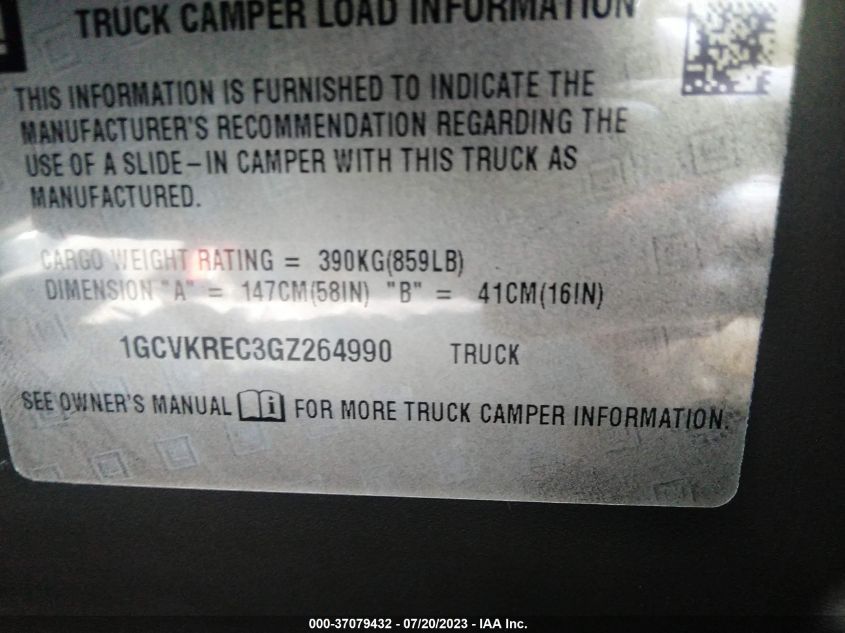 TRUCK CAMPER LOAD INFORMATION
THIS INFORMATION IS FURNISHED TO INDICATE THE
MANUFACTURER'S RECOMMENDATION REGARDING THE
USE OF A SLIDE-IN CAMPER WITH THIS TRUCK AS
MANUFACTURED.
CARGO WEIGHT RATING = 390KG(859LB)
DIMENSION "A" = 147CM(58IN) "B" = 41CM(16IN)
1GCVKREC3GZ264990 TRUCK
SEE OWNER'S MANUAL i FOR MORE TRUCK CAMPER INFORMATION.
000-37079432 - 07/20/2023 - IAA Inc.